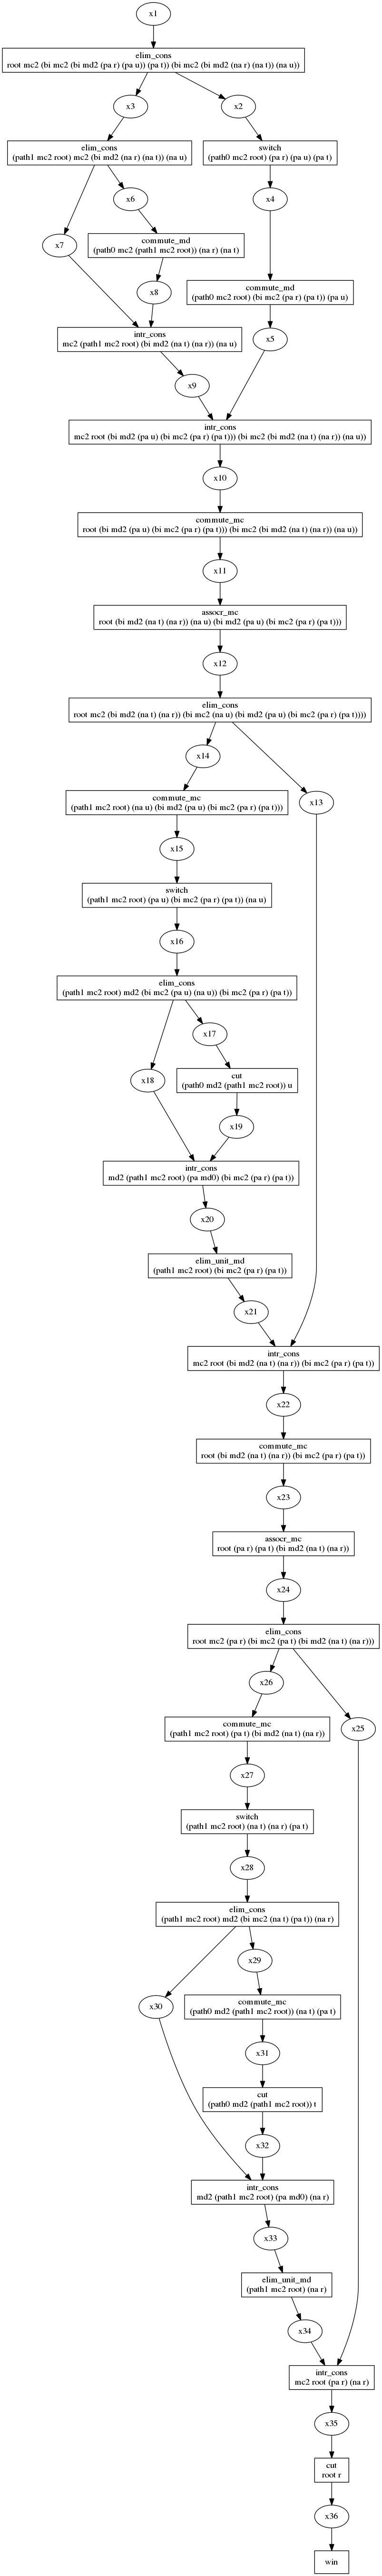 x1
elim_cons
root mc2 (bi mc2 (bi md2 (pa r) (pa u)) (pa t)) (bi mc2 (bi md2 (na r) (na t)) (na u))
x3
x2
elim_cons
(path1 mc2 root) mc2 (bi md2 (na r) (na t)) (na u)
switch
(path0 mc2 root) (pa r) (pa u) (pa t)
x6
x4
x7
commute_md
(path0 mc2 (path1 mc2 root)) (na r) (na t)
x8
commute_md
(path0 mc2 root) (bi mc2 (pa r) (pa t)) (pa u)
intr_cons
mc2 (path1 mc2 root) (bi md2 (na t) (na r)) (na u)
x5
x9
intr_cons
mc2 root (bi md2 (pa u) (bi mc2 (pa r) (pa t))) (bi mc2 (bi md2 (na t) (na r)) (na u))
x10
commute_mc
root (bi md2 (pa u) (bi mc2 (pa r) (pa t))) (bi mc2 (bi md2 (na t) (na r)) (na u))
x11
assocr_mc
root (bi md2 (na t) (na r)) (na u) (bi md2 (pa u) (bi mc2 (pa r) (pa t)))
x12
elim_cons
root mc2 (bi md2 (na t) (na r)) (bi mc2 (na u) (bi md2 (pa u) (bi mc2 (pa r) (pa t))))
x14
x13
commute_mc
(path1 mc2 root) (na u) (bi md2 (pa u) (bi mc2 (pa r) (pa t)))
x15
switch
(path1 mc2 root) (pa u) (bi mc2 (pa r) (pa t)) (na u)
x16
elim_cons
(path1 mc2 root) md2 (bi mc2 (pa u) (na u)) (bi mc2 (pa r) (pa t))
x17
x18
cut
(path0 md2 (path1 mc2 root)) u
x19
intr_cons
md2 (path1 mc2 root) (pa md0) (bi mc2 (pa r) (pa t))
x20
elim_unit_md
(path1 mc2 root) (bi mc2 (pa r) (pa t))
x21
intr_cons
mc2 root (bi md2 (na t) (na r)) (bi mc2 (pa r) (pa t))
x22
commute_mc
root (bi md2 (na t) (na r)) (bi mc2 (pa r) (pa t))
x23
assocr_mc
root (pa r) (pa t) (bi md2 (na t) (na r))
x24
elim_cons
root mc2 (pa r) (bi mc2 (pa t) (bi md2 (na t) (na r)))
x26
x25
commute_mc
(path1 mc2 root) (pa t) (bi md2 (na t) (na r))
x27
switch
(path1 mc2 root) (na t) (na r) (pa t)
x28
elim_cons
(path1 mc2 root) md2 (bi mc2 (na t) (pa t)) (na r)
x29
x30
commute_mc
(path0 md2 (path1 mc2 root)) (na t) (pa t)
x31
cut
(path0 md2 (path1 mc2 root)) t
x32
intr_cons
md2 (path1 mc2 root) (pa md0) (na r)
x33
elim_unit_md
(path1 mc2 root) (na r)
x34
intr_cons
mc2 root (pa r) (na r)
x35
cut
root r
x36
win